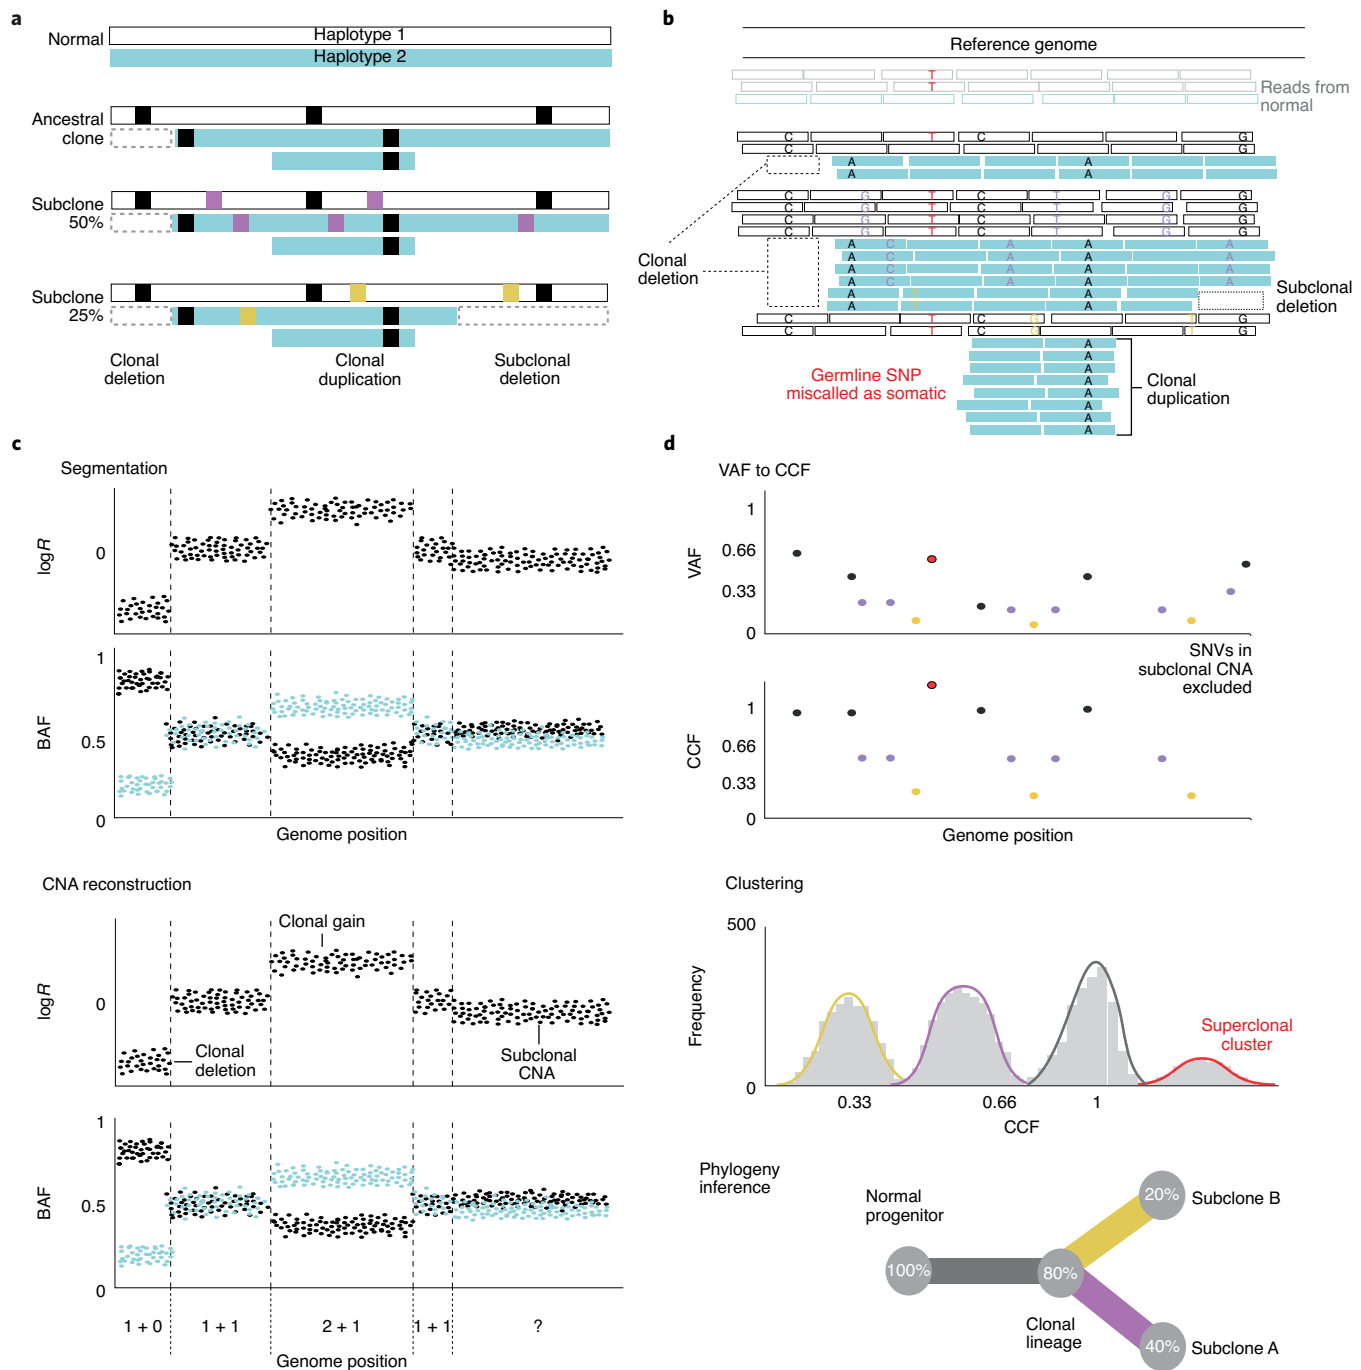 a
Normal
Haplotype 1
Haplotype 2
Ancestral
clone
Subclone
50%
Subclone
25%
Clonal
deletion
Clonal
duplication
Subclonal
deletion
b
Reference genome
T
T
Reads from
normal
C T C G
C G
A A
A A
C G T C T G G
C G T C T G G
C G T C T G G
C G T C T G G
A C A A A
A C A A A
A C A A A
A C A A A
A T A
A T A
C T C G T G
C T C G T G
A
A
A
A
A
A
A
A
Clonal
deletion
Subclonal
deletion
Germline SNP
miscalled as somatic
Clonal
duplication
c
Segmentation
logR
0
BAF
1
0.5
0
Genome position
CNA reconstruction
logR
0
Clonal gain
Clonal
deletion
Subclonal
CNA
BAF
1
0.5
0
1 + 0
1 + 1
2 + 1
1 + 1
?
Genome position
d
VAF to CCF
VAF
1
0.66
0.33
0
SNVs in
subclonal CNA
excluded
CCF
1
0.66
0.33
0
Genome position
Clustering
Frequency
500
0
0.33
0.66
1
CCF
Superclonal
cluster
Phylogeny
inference
Normal
progenitor
100%
80%
20%
Subclone B
Clonal
lineage
40%
Subclone A